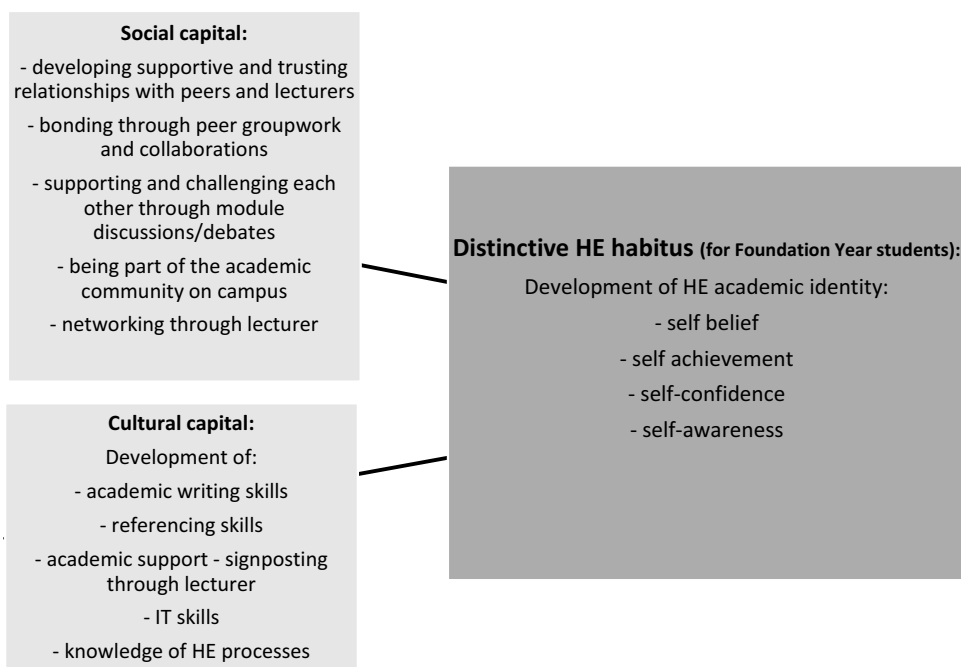 Social capital:
- developing supportive and trusting
relationships with peers and lecturers
- bonding through peer groupwork
and collaborations
- supporting and challenging each
other through module
discussions/debates
- being part of the academic
community on campus
- networking through lecturer
Cultural capital:
Development of:
- academic writing skills
- referencing skills
- academic support - signposting
through lecturer
- IT skills
- knowledge of HE processes
Distinctive HE habitus (for Foundation Year students):
Development of HE academic identity:
- self belief
- self achievement
- self-confidence
- self-awareness